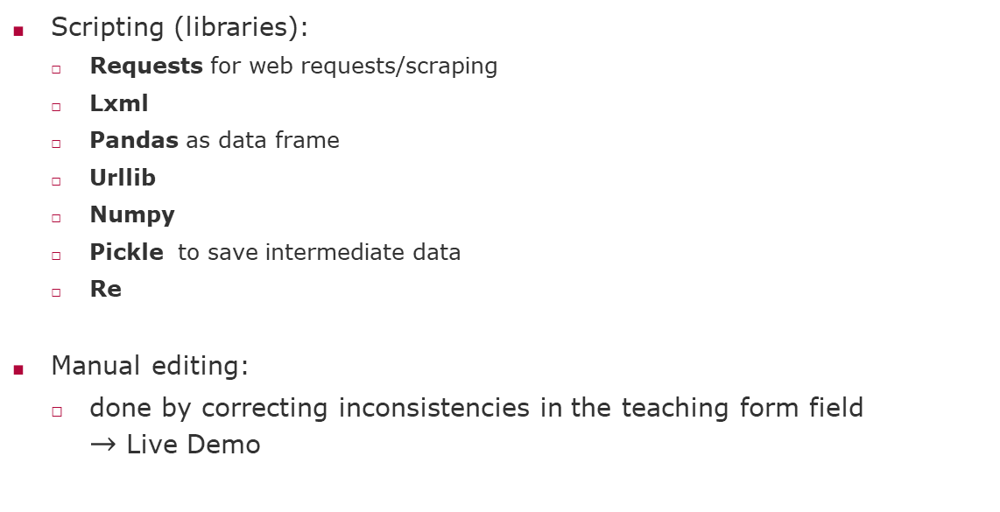 Scripting (libraries):
Requests for web requests/scraping
Lxml
Pandas as data frame
Urllib
Numpy
Pickle to save intermediate data
Re
Manual editing:
done by correcting inconsistencies in the teaching form field
→ Live Demo